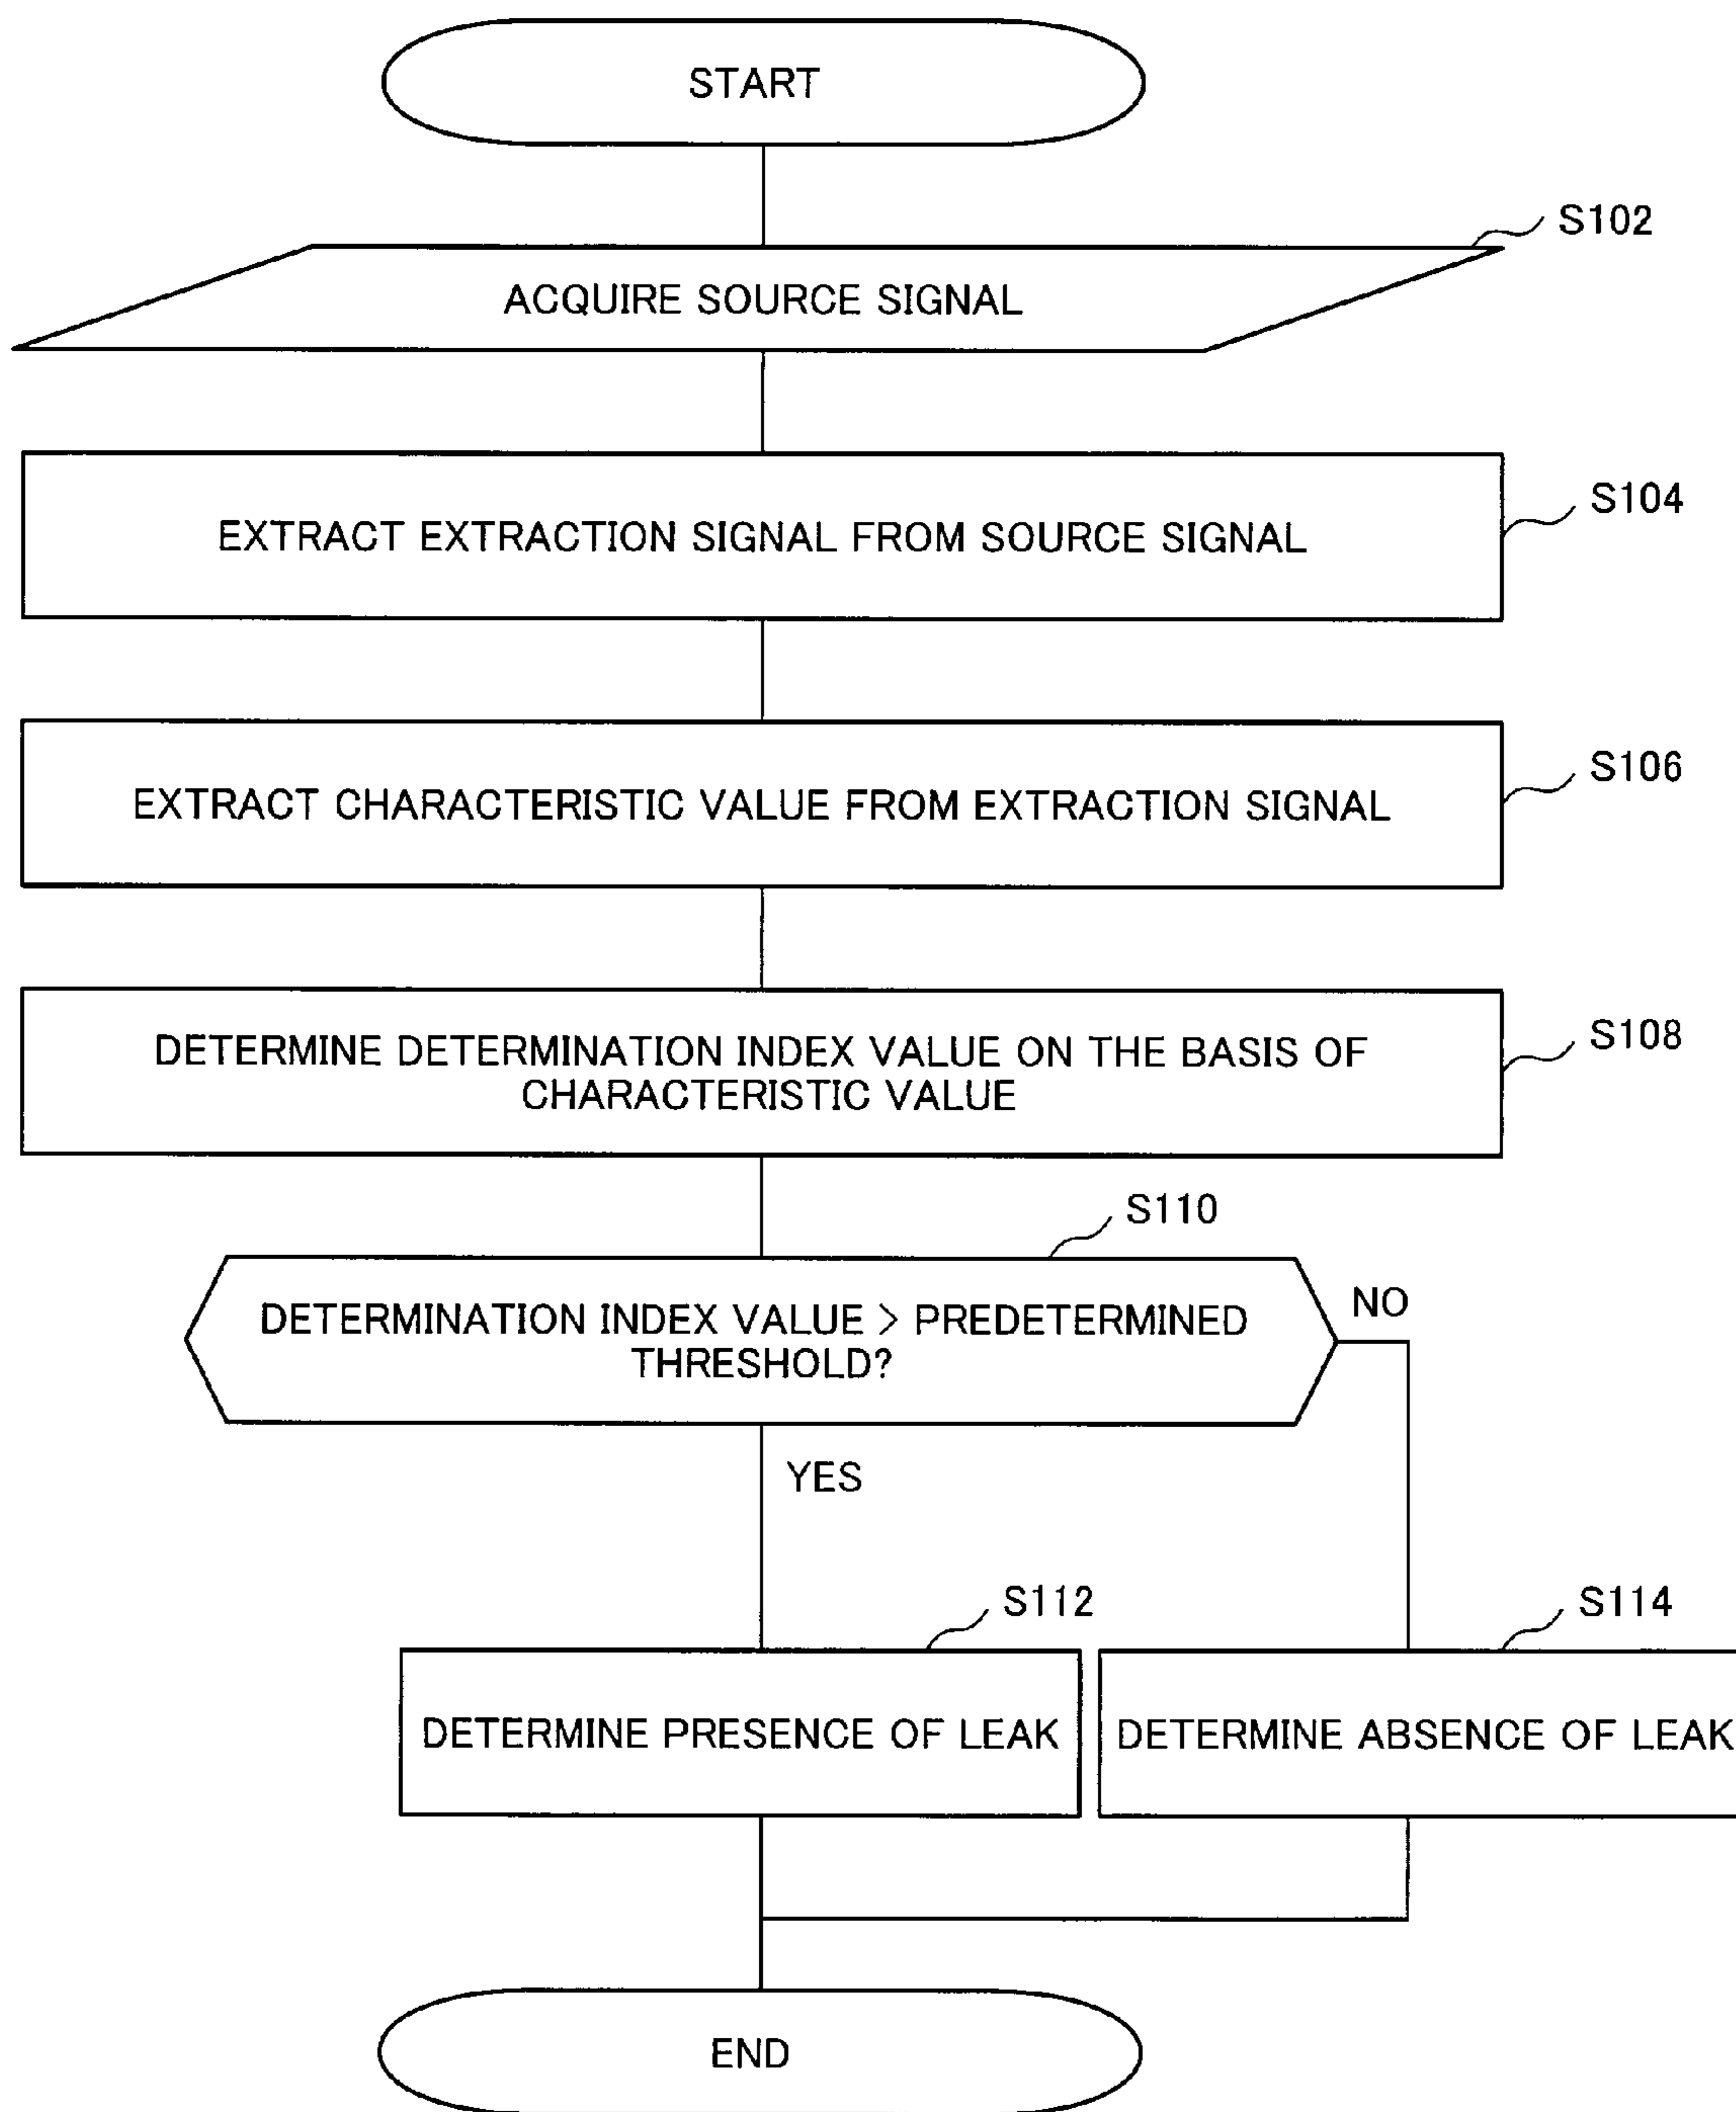 START
S102
ACQUIRE SOURCE SIGNAL
S104
EXTRACT EXTRACTION SIGNAL FROM SOURCE SIGNAL
S106
EXTRACT CHARACTERISTIC VALUE FROM EXTRACTION SIGNAL
S108
DETERMINE DETERMINATION INDEX VALUE ON THE BASIS OF
CHARACTERISTIC VALUE
S110
DETERMINATION INDEX VALUE > PREDETERMINED
THRESHOLD?
NO
YES
S112
S114
DETERMINE PRESENCE OF LEAK
DETERMINE ABSENCE OF LEAK
END